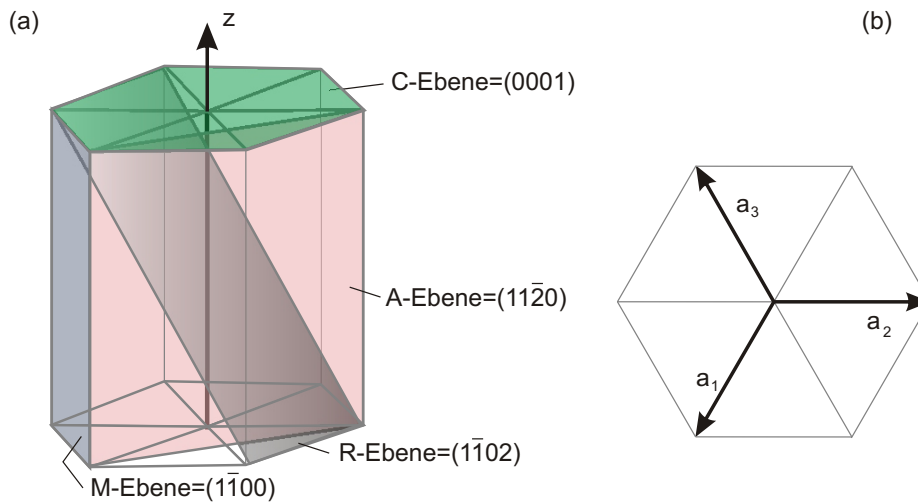 (a)
z
(b)
C-Ebene=(0001)
a₃
A-Ebene=(112̄0)
a₂
a₁
R-Ebene=(11̄02)
M-Ebene=(11̄00)